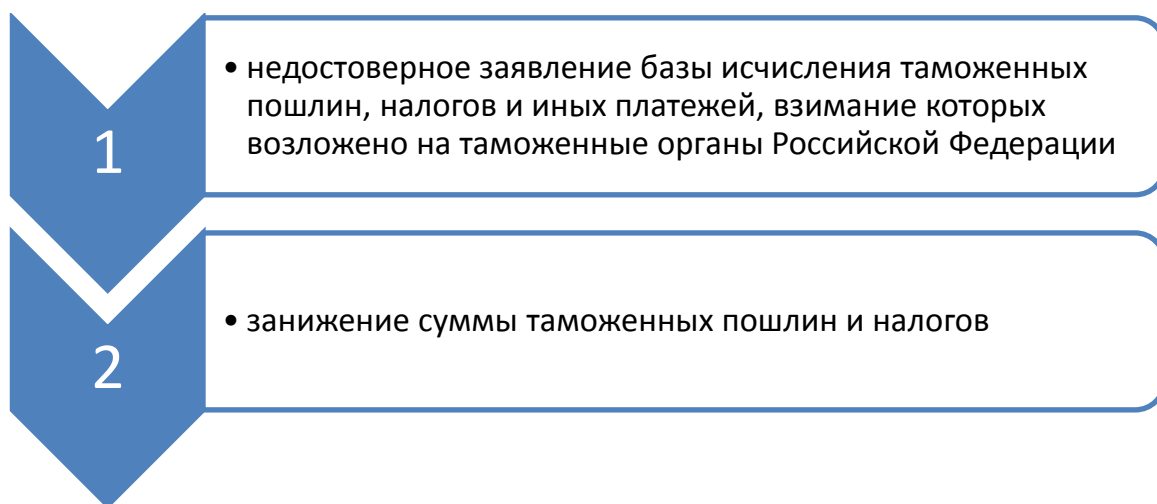 1
• недостоверное заявление базы исчисления таможенных
пошлин, налогов и иных платежей, взимание которых
возложено на таможенные органы Российской Федерации
2
• занижение суммы таможенных пошлин и налогов